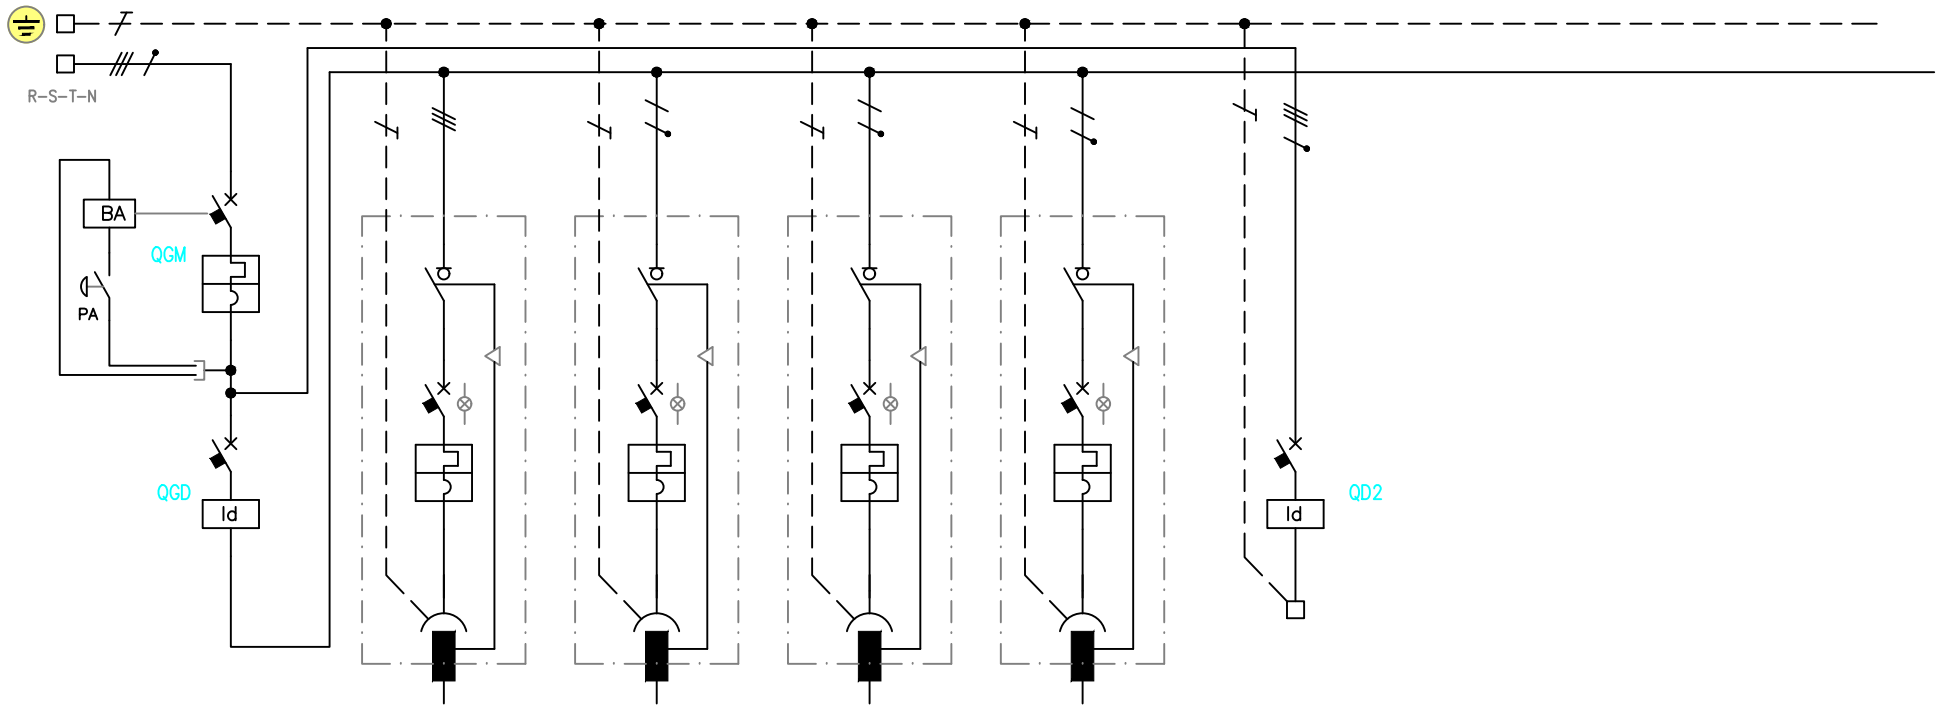 R-S-T-N
BA
QGM
PA
QGD
Id
QD2
Id